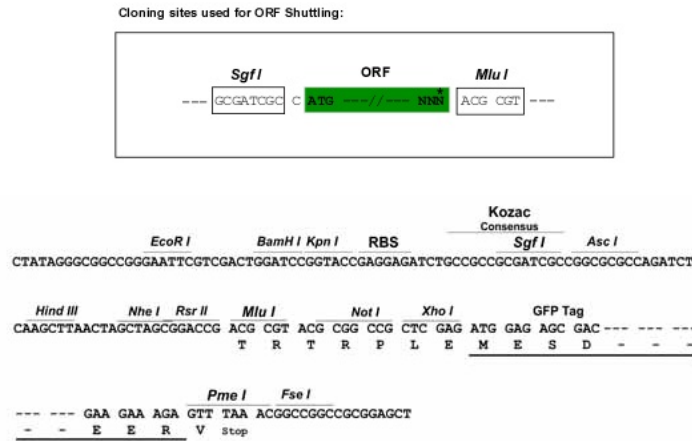 Cloning sites used for ORF Shuttling:
Sgf I ORF Mlu I
--- GCGATCGC C ATG ---//--- NNN* ACG CGT ---
Kozac
Consensus
EcoR I BamH I Kpn I RBS Sgf I Asc I
CTATAGGGCGGCCGGGAATTCGTCGACTGGATCCGGTACCGAGGAGATCTGCCGCCGCGATCGCCGGCGCGCCAGATCT
Hind III Nhe I Rsr II Mlu I Not I Xho I GFP Tag
CAAGCTTAACTAGCTAGCGGACCG ACG CGT ACG CGG CCG CTC GAG ATG GAG AGC GAC --- --- ---
T R T R P L E M E S D - - -
Pme I Fse I
--- --- GAA GAA AGA GTT TAA ACGGCCGGCCGCGGAGCT
- - E E R V Stop